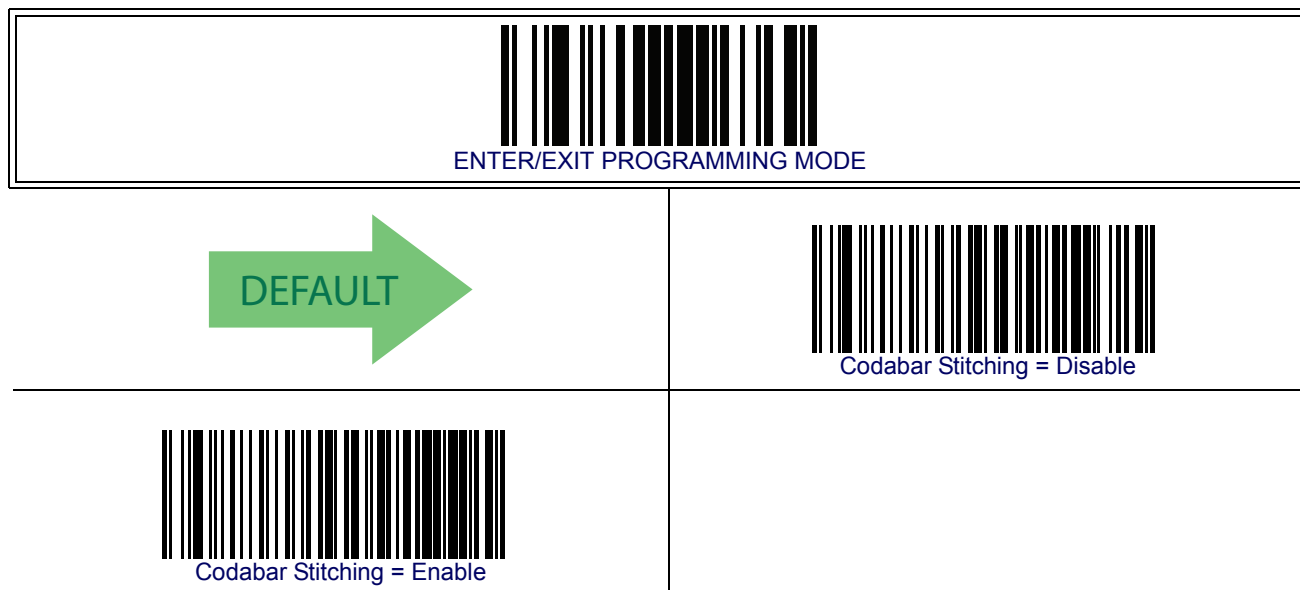 ENTER/EXIT PROGRAMMING MODE
DEFAULT
Codabar Stitching = Disable
Codabar Stitching = Enable